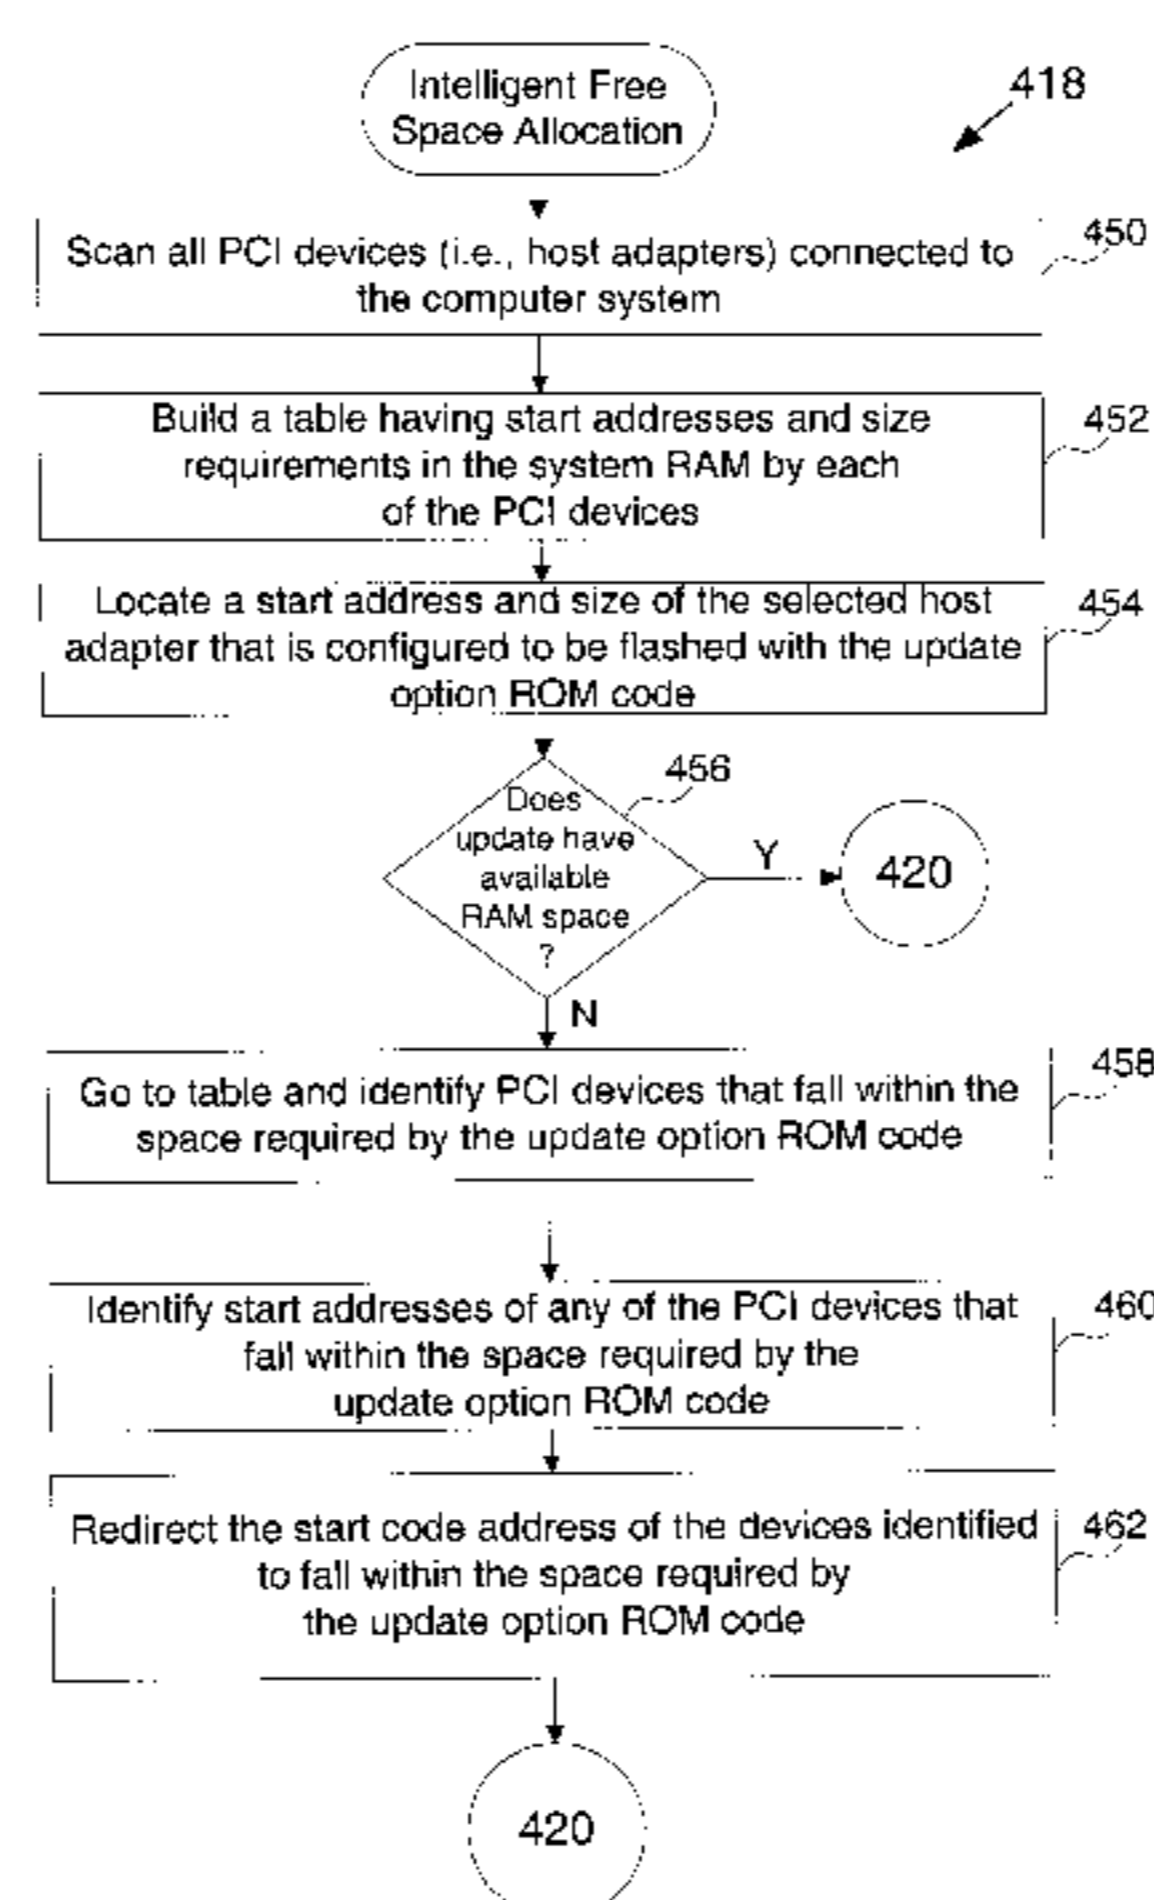 Intelligent Free
Space Allocation
418
Scan all PCI devices (i.e., host adapters) connected to
the computer system
450
Build a table having start addresses and size
requirements in the system RAM by each
of the PCI devices
452
Locate a start address and size of the selected host
adapter that is configured to be flashed with the update
option ROM code
454
Does
update have
available
RAM space
?
456
Y
420
N
Go to table and identify PCI devices that fall within the
space required by the update option ROM code
458
Identify start addresses of any of the PCI devices that
fall within the space required by the
update option ROM code
460
Redirect the start code address of the devices identified
to fall within the space required by
the update option ROM code
462
420